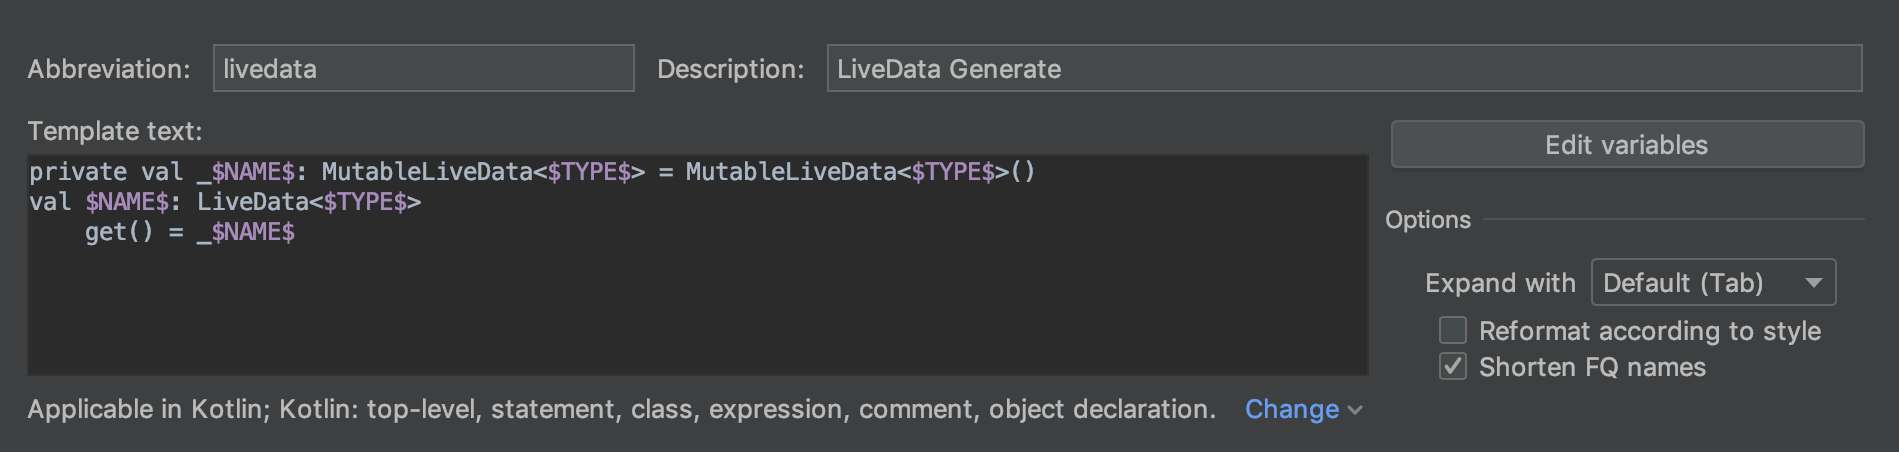 Abbreviation: livedata Description: LiveData Generate
Template text:
Edit variables
private val _$NAME$: MutableLiveData<$TYPE$> = MutableLiveData<$TYPE$>()
val $NAME$: LiveData<$TYPE$>
    get() = _$NAME$
Options
Expand with Default (Tab)
Reformat according to style
Shorten FQ names
Applicable in Kotlin; Kotlin: top-level, statement, class, expression, comment, object declaration. Change